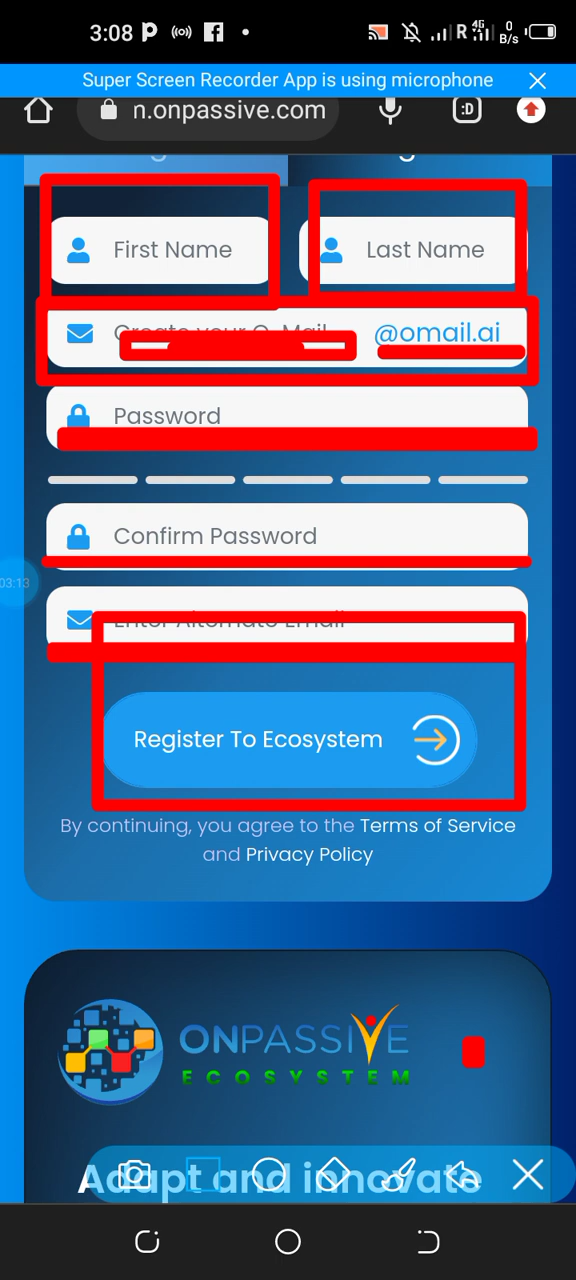 3:08
R
4G
0
B/s
Super Screen Recorder App is using microphone
n.onpassive.com
:D
First Name
Last Name
@omail.ai
Password
Confirm Password
03:13
Register To Ecosystem
By continuing, you agree to the Terms of Service
and Privacy Policy
ONPASSIVE
ECOSYSTEM
Adapt and innovate